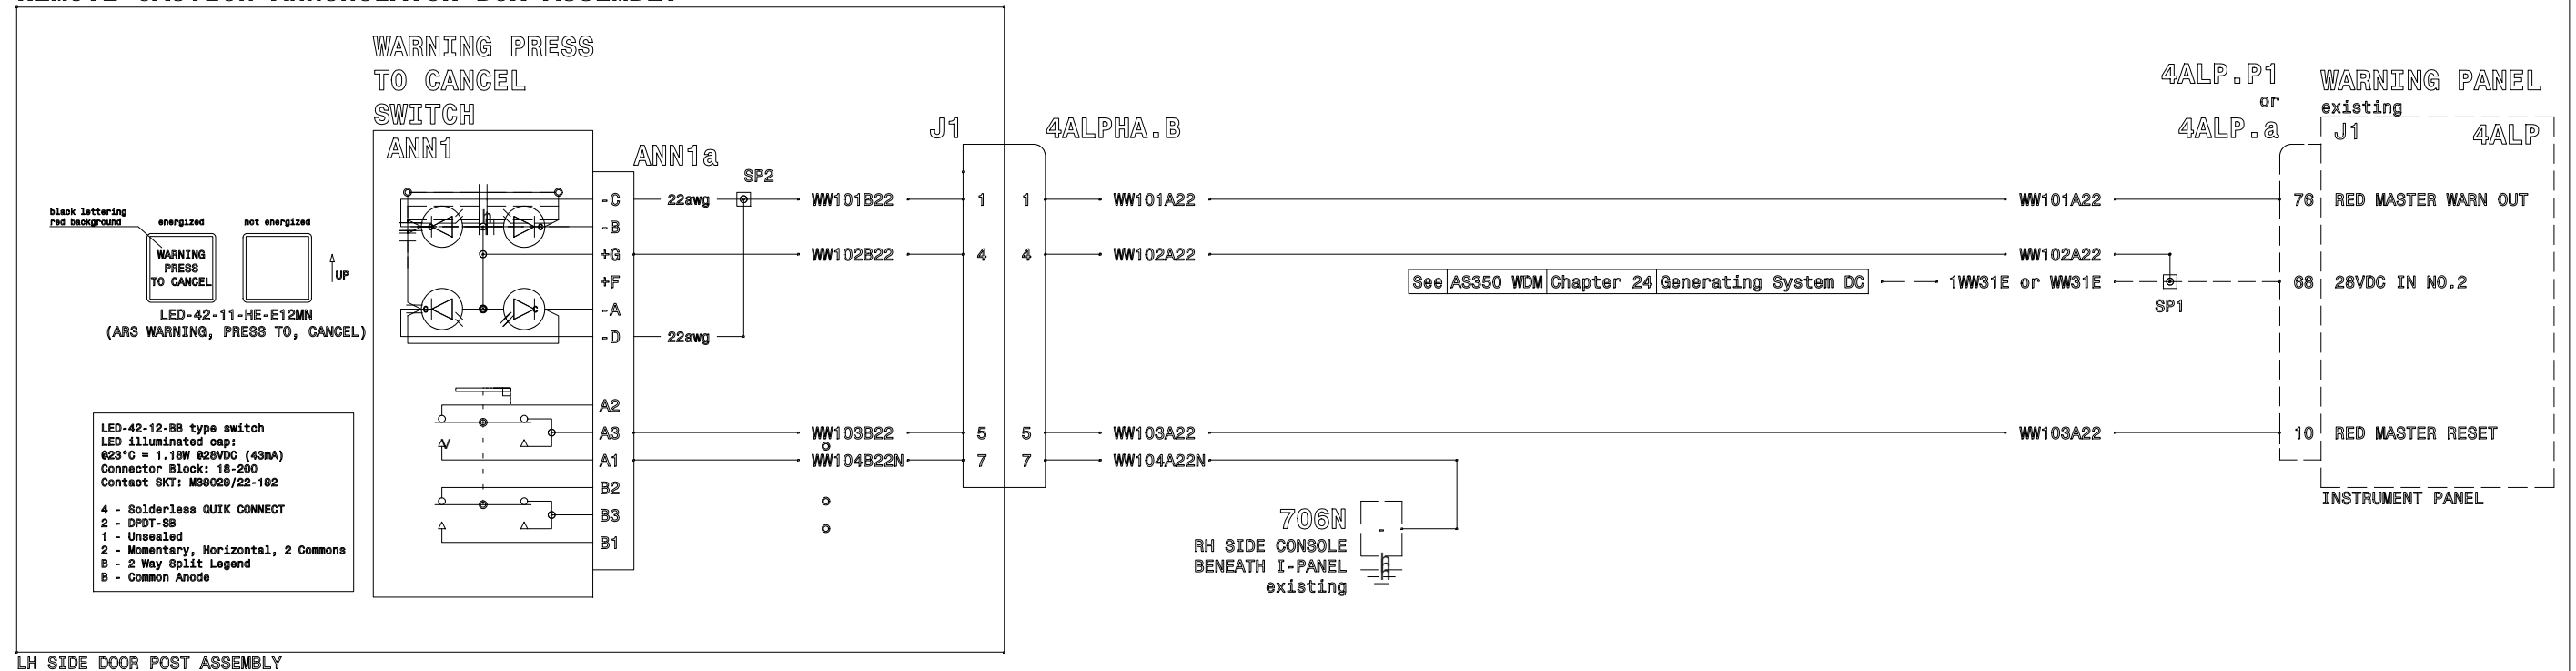 REMOTE CAUTION ANNUNCIATOR BOX ASSEMBLY
WARNING PRESS
TO CANCEL
SWITCH
ANN1
ANN1a
SP2
J1
4ALPHA.B
4ALP.P1
or
4ALP.a
WARNING PANEL
existing
J1
4ALP
-C
22awg
WW101B22
1
1
WW101A22
WW101A22
76
RED MASTER WARN OUT
-B
+G
WW102B22
4
4
WW102A22
WW102A22
+F
See AS350 WDM Chapter 24 Generating System DC
1WW31E or WW31E
SP1
68
28VDC IN NO.2
-A
-D
22awg
black lettering
red background
energized
not energized
WARNING
PRESS
TO CANCEL
UP
LED-42-11-HE-E12MN
(AR3 WARNING, PRESS TO, CANCEL)
A2
A3
WW103B22
5
5
WW103A22
WW103A22
10
RED MASTER RESET
A1
WW104B22N
7
7
WW104A22N
B2
B3
B1
LED-42-12-BB type switch
LED illuminated cap:
@23°C = 1.18W @28VDC (43mA)
Connector Block: 18-200
Contact SKT: M39029/22-192
4 - Solderless QUIK CONNECT
2 - DPDT-SB
1 - Unsealed
2 - Momentary, Horizontal, 2 Commons
B - 2 Way Split Legend
B - Common Anode
706N
-
RH SIDE CONSOLE
BENEATH I-PANEL
existing
INSTRUMENT PANEL
LH SIDE DOOR POST ASSEMBLY